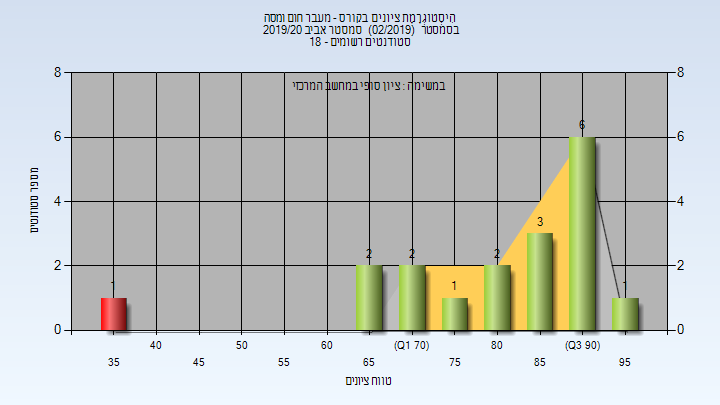 היסטוגרמת ציונים בקורס - מעבר חום ומסה
בסמסטר (02/2019) סמסטר אביב 2019/20
סטודנטים רשומים - 18
במשימה : ציון סופי במחשב המרכזי
8 8
6 6
4 4
2 2
0 0
מספר סטודנטים
1 2 2 1 2 3 6 1
40 50 60 (Q1 70) 80 (Q3 90)
35 45 55 65 75 85 95
טווח ציונים